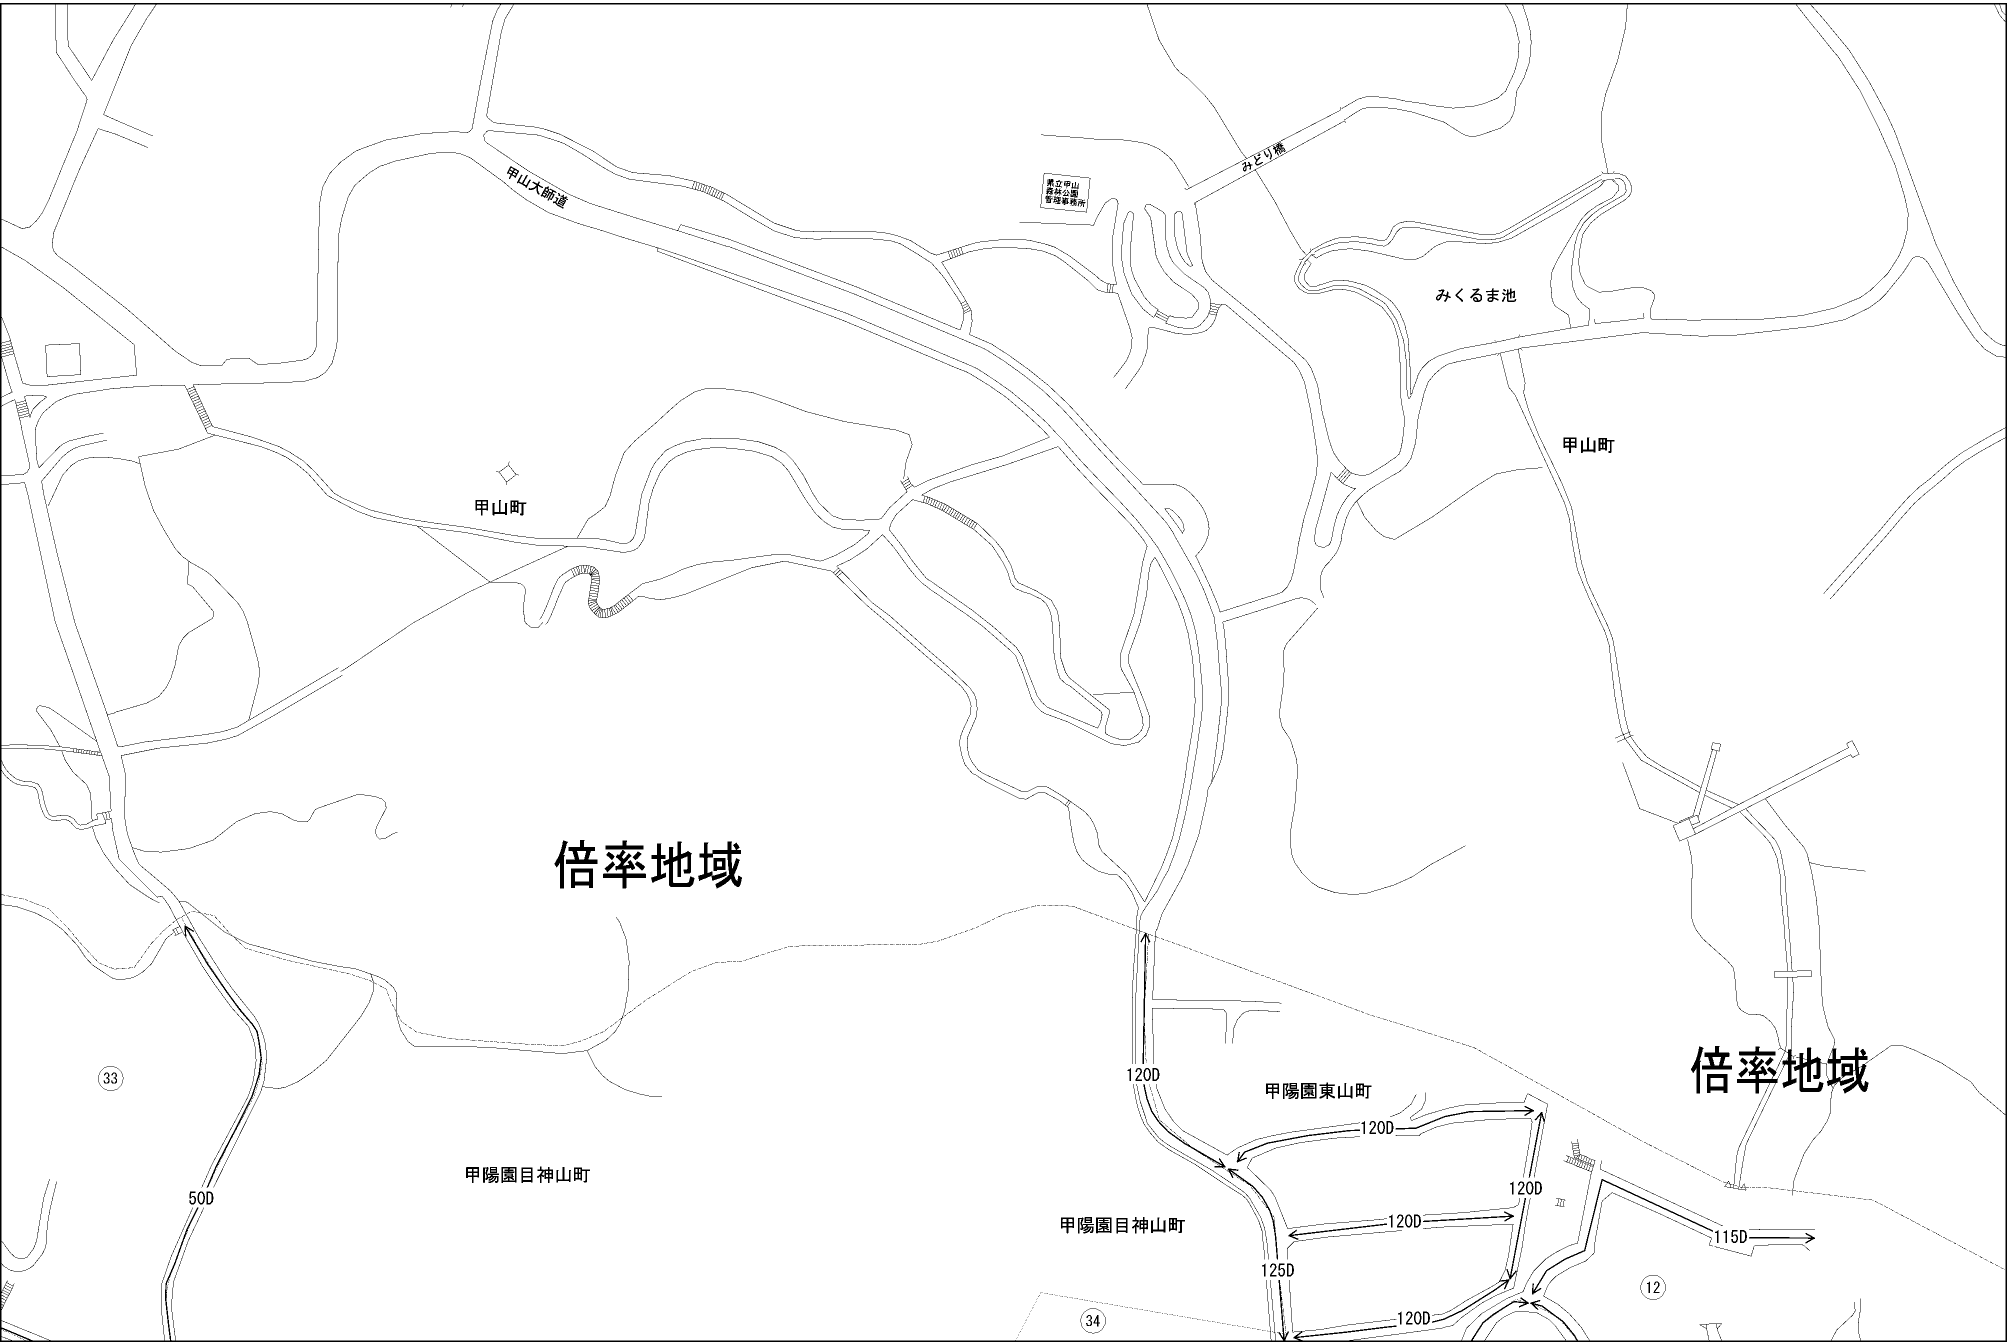 みどり橋
甲山大師道
県立甲山
森林公園
管理事務所
みくるま池
甲山町
甲山町
倍率地域
倍率地域
33
120D
甲陽園東山町
120D
甲陽園目神山町
50D
120D
甲陽園目神山町
120D
115D
125D
12
34
120D